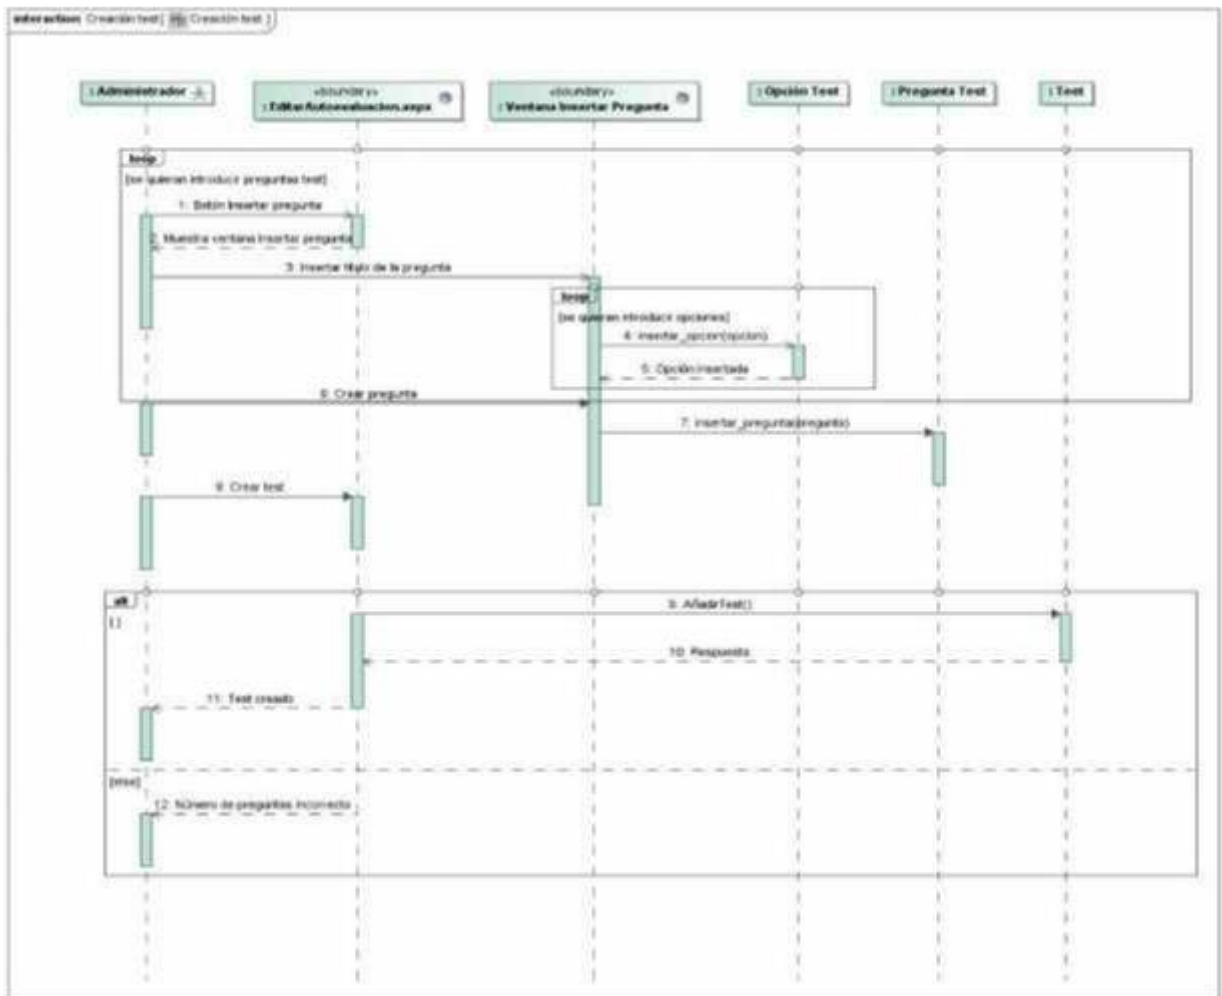 interaction Creación test[ Creación test ]
: Administrador
«boundary»
: EditarAutoevaluacion.aspx
«boundary»
: Ventana Insertar Pregunta
: Opción Test
: Pregunta Test
: Test
loop
[se quieran introducir preguntas test]
1: Botón Insertar pregunta
2: Muestra ventana insertar pregunta
3: Insertar título de la pregunta
loop
[se quieran introducir opciones]
4: insertar_opcion(opcion)
5: Opción insertada
6: Crear pregunta
7: insertar_pregunta(pregunta)
8: Crear test
alt
[ ]
9: AñadirTest()
10: Respuesta
11: Test creado
[else]
12: Número de preguntas incorrecto